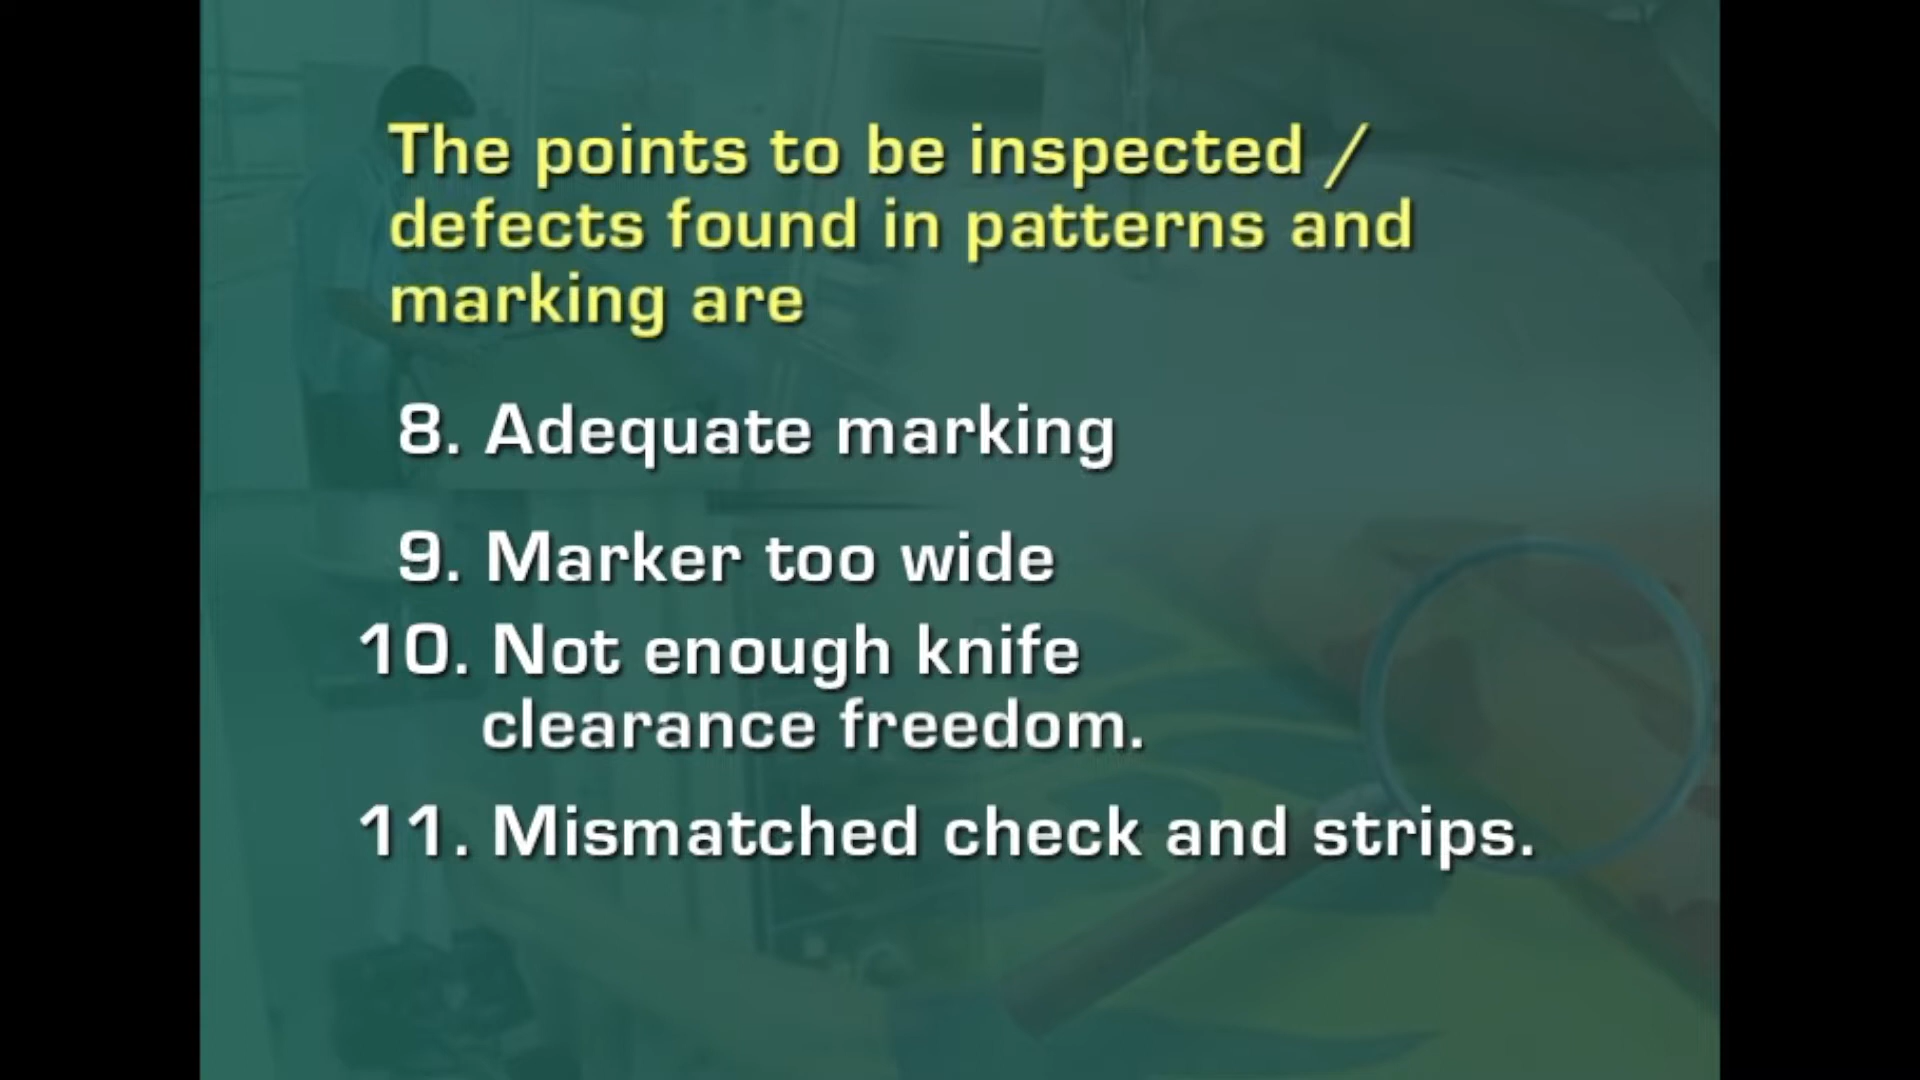 The points to be inspected /
defects found in patterns and
marking are
8. Adequate marking
9. Marker too wide
10. Not enough knife
clearance freedom.
11. Mismatched check and strips.